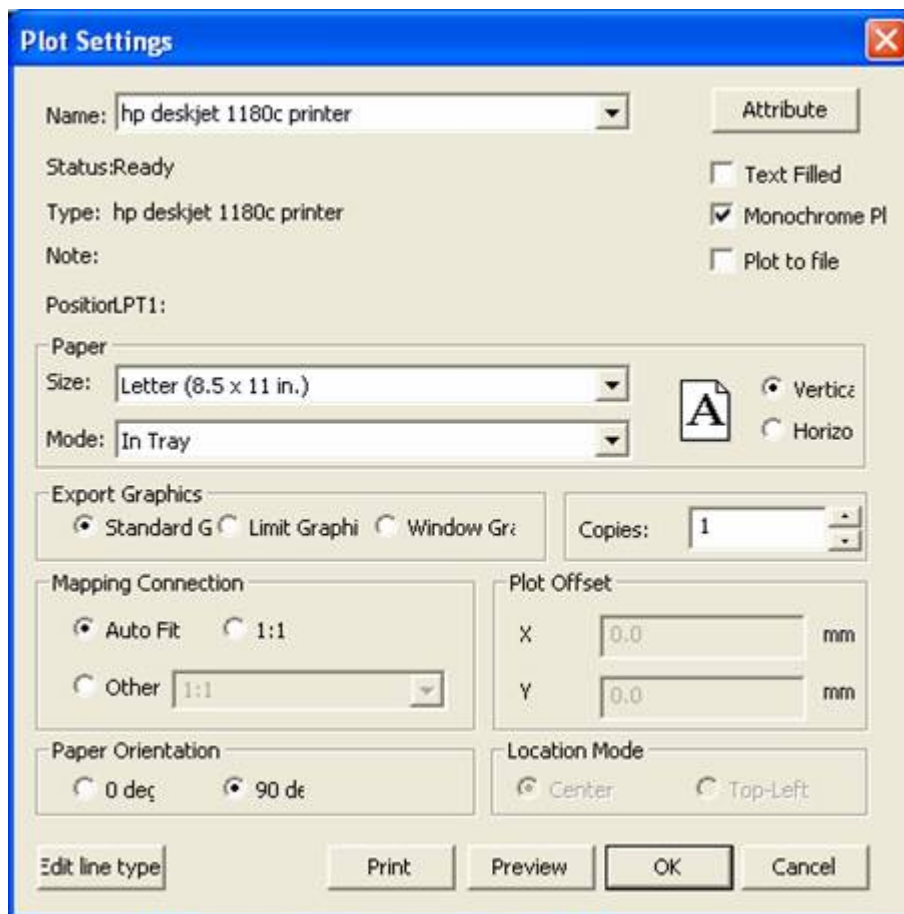 Plot Settings
Name: hp deskjet 1180c printer Attribute
Status:Ready Text Filled
Type: hp deskjet 1180c printer Monochrome Pl
Note: Plot to file
Position LPT1:
Paper
Size: Letter (8.5 x 11 in.) A Vertica
Mode: In Tray Horizo
Export Graphics
Standard G Limit Graphi Window Gra Copies: 1
Mapping Connection Plot Offset
Auto Fit 1:1 X 0.0 mm
Other 1:1 Y 0.0 mm
Paper Orientation Location Mode
0 deg 90 de Center Top-Left
Edit line type Print Preview OK Cancel